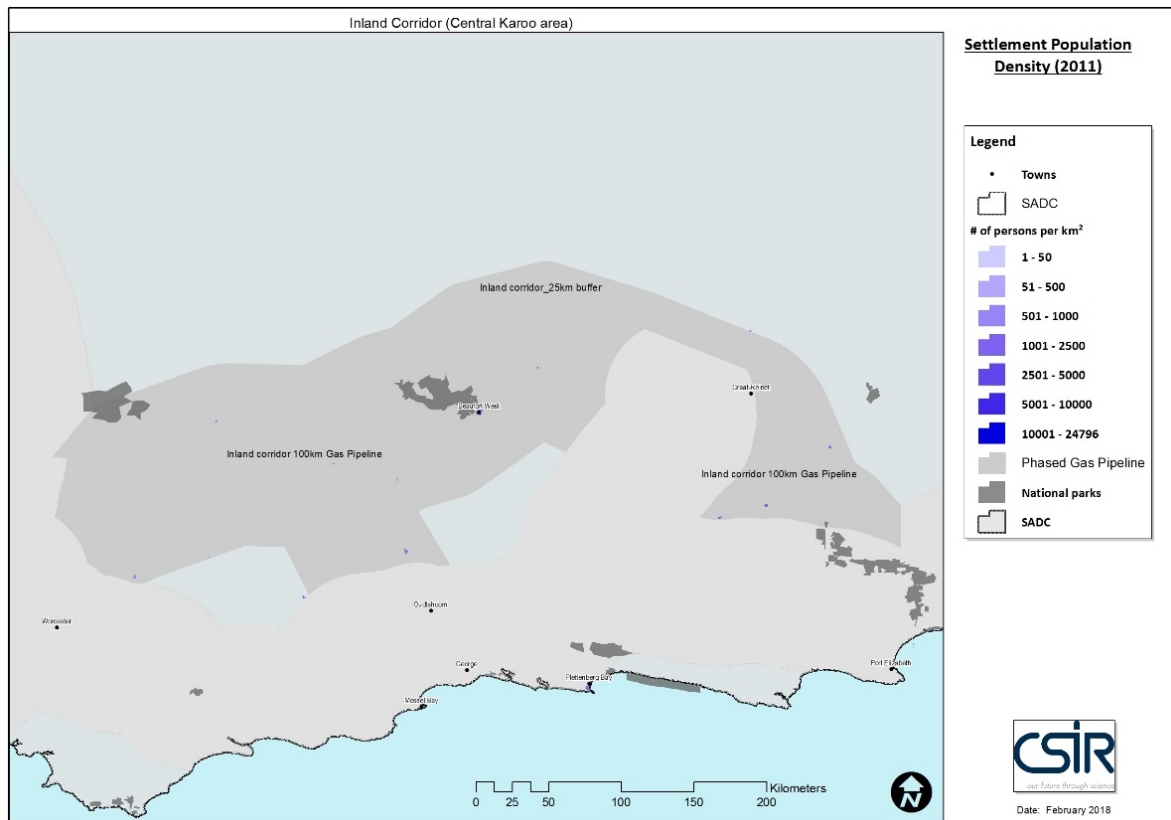 Inland Corridor (Central Karoo area)
Settlement Population
Density (2011)
Legend
Towns
SADC
# of persons per km²
1 - 50
51 - 500
501 - 1000
1001 - 2500
2501 - 5000
5001 - 10000
10001 - 24796
Phased Gas Pipeline
National parks
SADC
Inland corridor_25km buffer
Graaf-Reinet
Beaufort West
Inland corridor 100km Gas Pipeline
Inland corridor 100km Gas Pipeline
Oudtshoorn
Worcester
George
Port Elizabeth
Plettenberg Bay
Mossel Bay
Kilometers
0 25 50 100 150 200
N
CSIR
our future through science
Date: February 2018